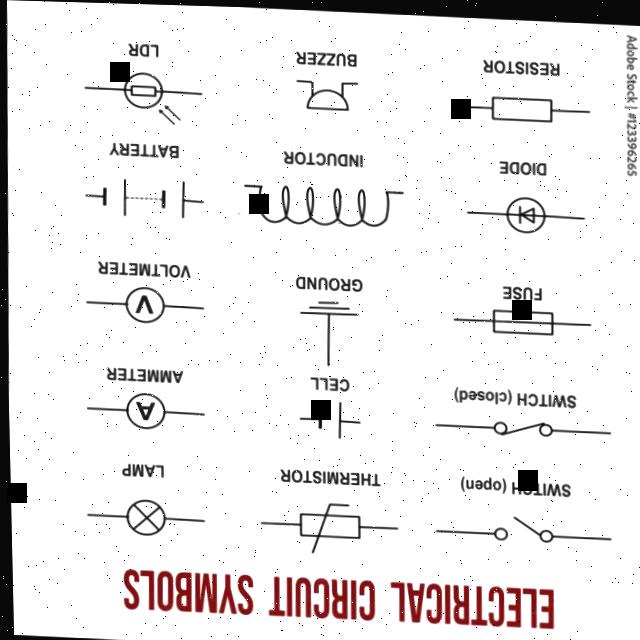 ELECTRICAL CIRCUIT SYMBOLS
SWITCH (open)
THERMISTOR
LAMP
SWITCH (closed)
CELL
AMMETER
A
FUSE
GROUND
VOLTMETER
V
DIODE
INDUCTOR
BATTERY
RESISTOR
BUZZER
LDR
Adobe Stock | #123396265